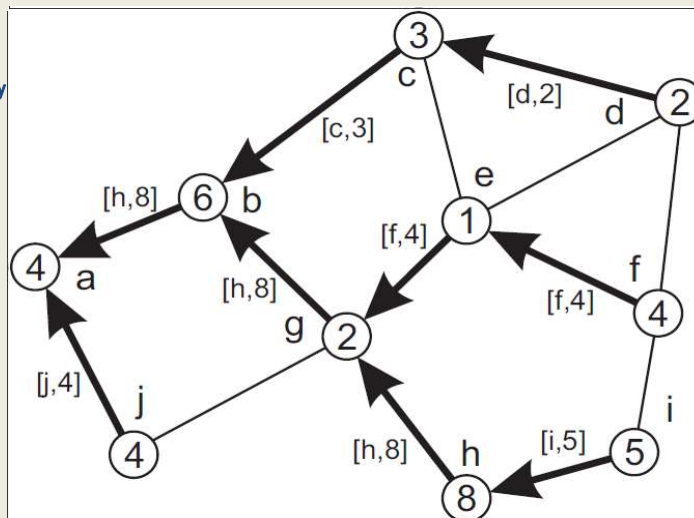 y
3
c
[d,2]
2
d
[c,3]
e
[h,8]
6
b
1
[f,4]
f
4
a
[h,8]
[f,4]
4
g
2
[j,4]
j
i
4
[h,8]
h
[i,5]
5
8